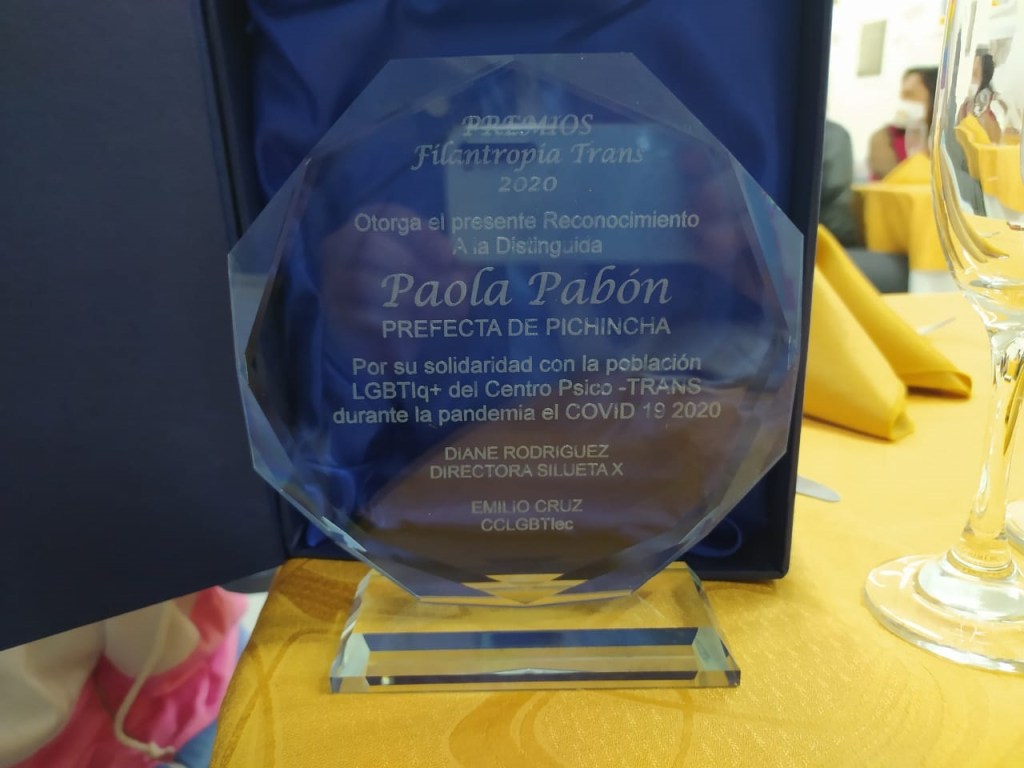 PREMIOS
Filantropía Trans
2020
Otorga el presente Reconocimiento
A la Distinguida
Paola Pabón
PREFECTA DE PICHINCHA
Por su solidaridad con la población
LGBTIq+ del Centro Psico -TRANS
durante la pandemia el COVID 19 2020
DIANE RODRIGUEZ
DIRECTORA SILUETA X
EMILIO CRUZ
CCLGBTIec